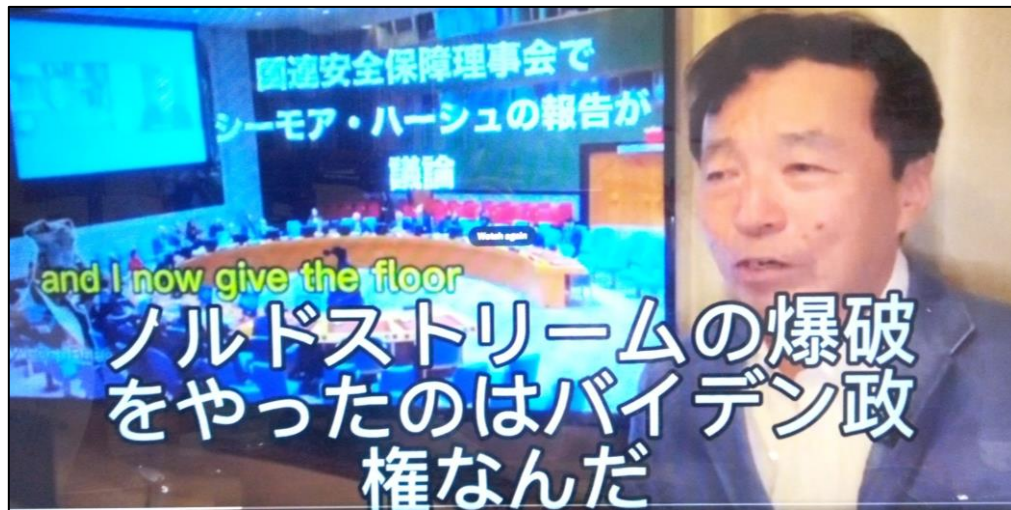 国連安全保障理事会で
シーモア・ハーシュの報告が
議論
Watch again
and I now give the floor
ノルドストリームの爆破
をやったのはバイデン政
権なんだ